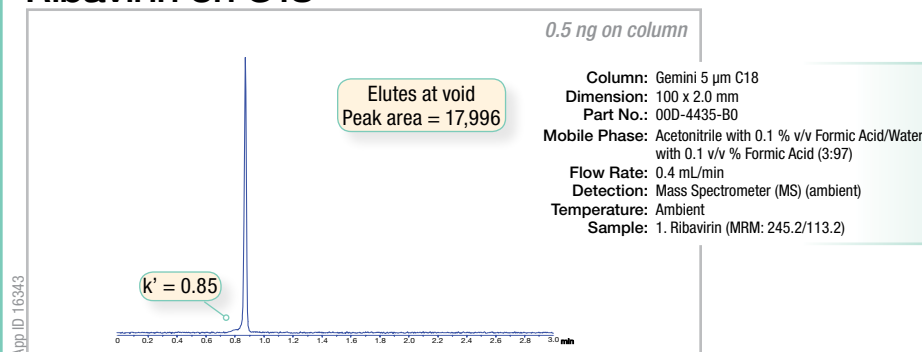 Ribavirin on C18
0.5 ng on column
Elutes at void
Peak area = 17,996
Column: Gemini 5 µm C18
Dimension: 100 x 2.0 mm
Part No.: 00D-4435-B0
Mobile Phase: Acetonitrile with 0.1 % v/v Formic Acid/Water
with 0.1 v/v % Formic Acid (3:97)
Flow Rate: 0.4 mL/min
Detection: Mass Spectrometer (MS) (ambient)
Temperature: Ambient
Sample: 1. Ribavirin (MRM: 245.2/113.2)
k’ = 0.85
App ID 16343
0 0.2 0.4 0.6 0.8 1.0 1.2 1.4 1.6 1.8 2.0 2.2 2.4 2.6 2.8 3.0 min